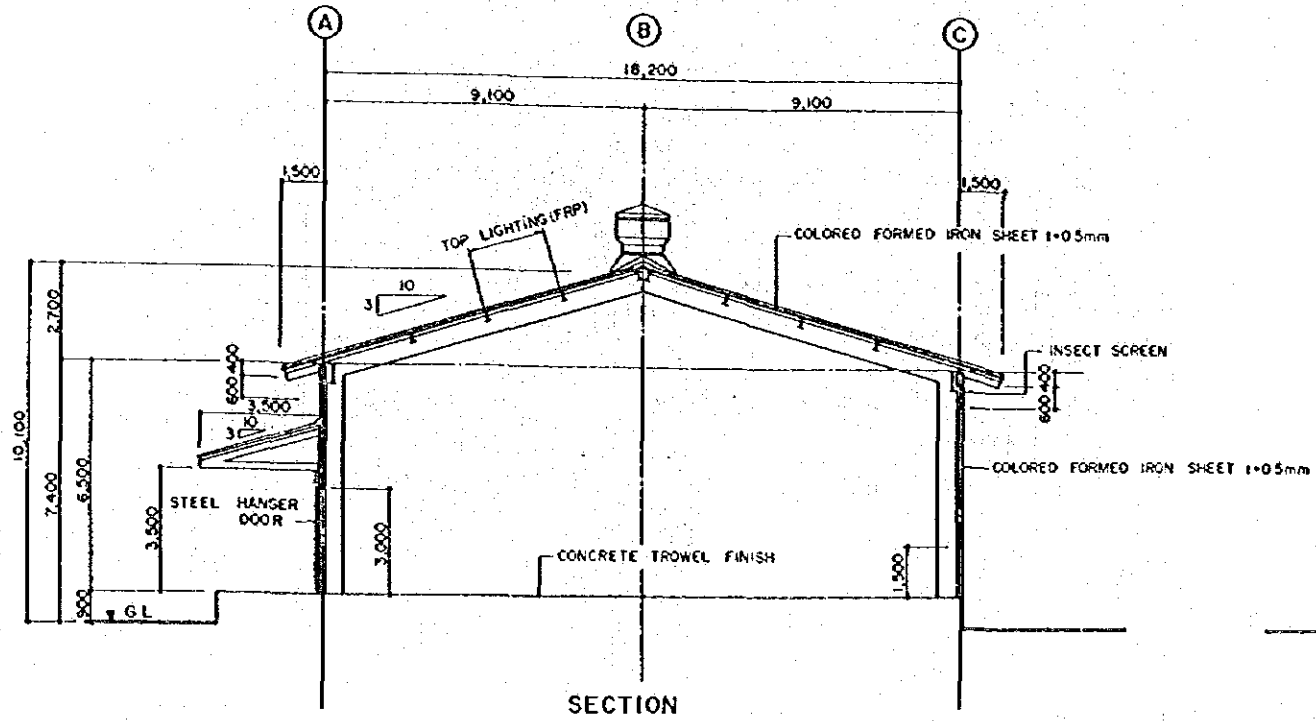 A
B
C
18,200
9,100
9,100
1,500
1,500
TOP LIGHTING (FRP)
COLORED FORMED IRON SHEET t=0.5mm
10
3
2,700
400
600
3,500
10
3
INSECT SCREEN
400
600
10,100
7,400
6,500
3,500
COLORED FORMED IRON SHEET t=0.5mm
STEEL HANGER
DOOR
3,000
CONCRETE TROWEL FINISH
1,500
900
G L
SECTION